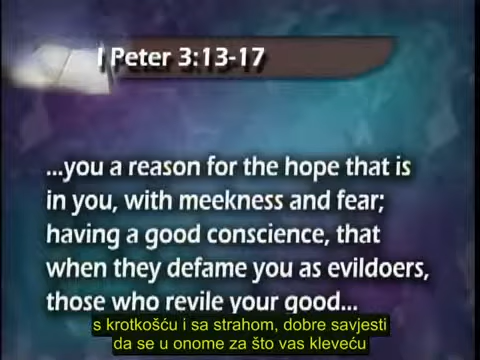 I Peter 3:13-17
...you a reason for the hope that is
in you, with meekness and fear;
having a good conscience, that
when they defame you as evildoers,
those who revile your good...
s krotkošću i sa strahom, dobre savjesti
da se u onome za što vas kleveću